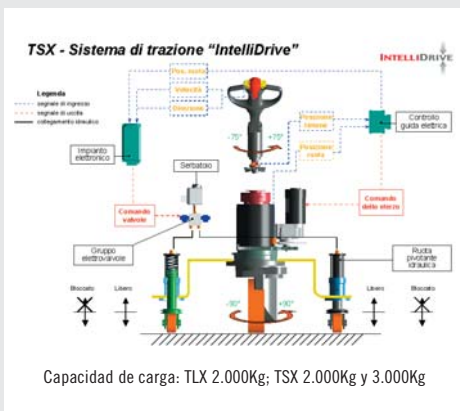 TSX - Sistema di trazione "IntelliDrive"
INTELLIDRIVE
Legenda
segnale di ingresso
segnale di uscita
collegamento idraulico
Pos. ruota
Velocità
Direzione
-75°
+75°
Posizione
timone
Posizione
ruota
Controllo
guida elettrica
Impianto
elettronico
Serbatoio
Comando
valvole
Comando
dello sterzo
Gruppo
elettrovalvole
Ruota
pivotante
idraulica
Bloccato
Libero
-90°
+90°
Libero
Bloccato
Capacidad de carga: TLX 2.000Kg; TSX 2.000Kg y 3.000Kg